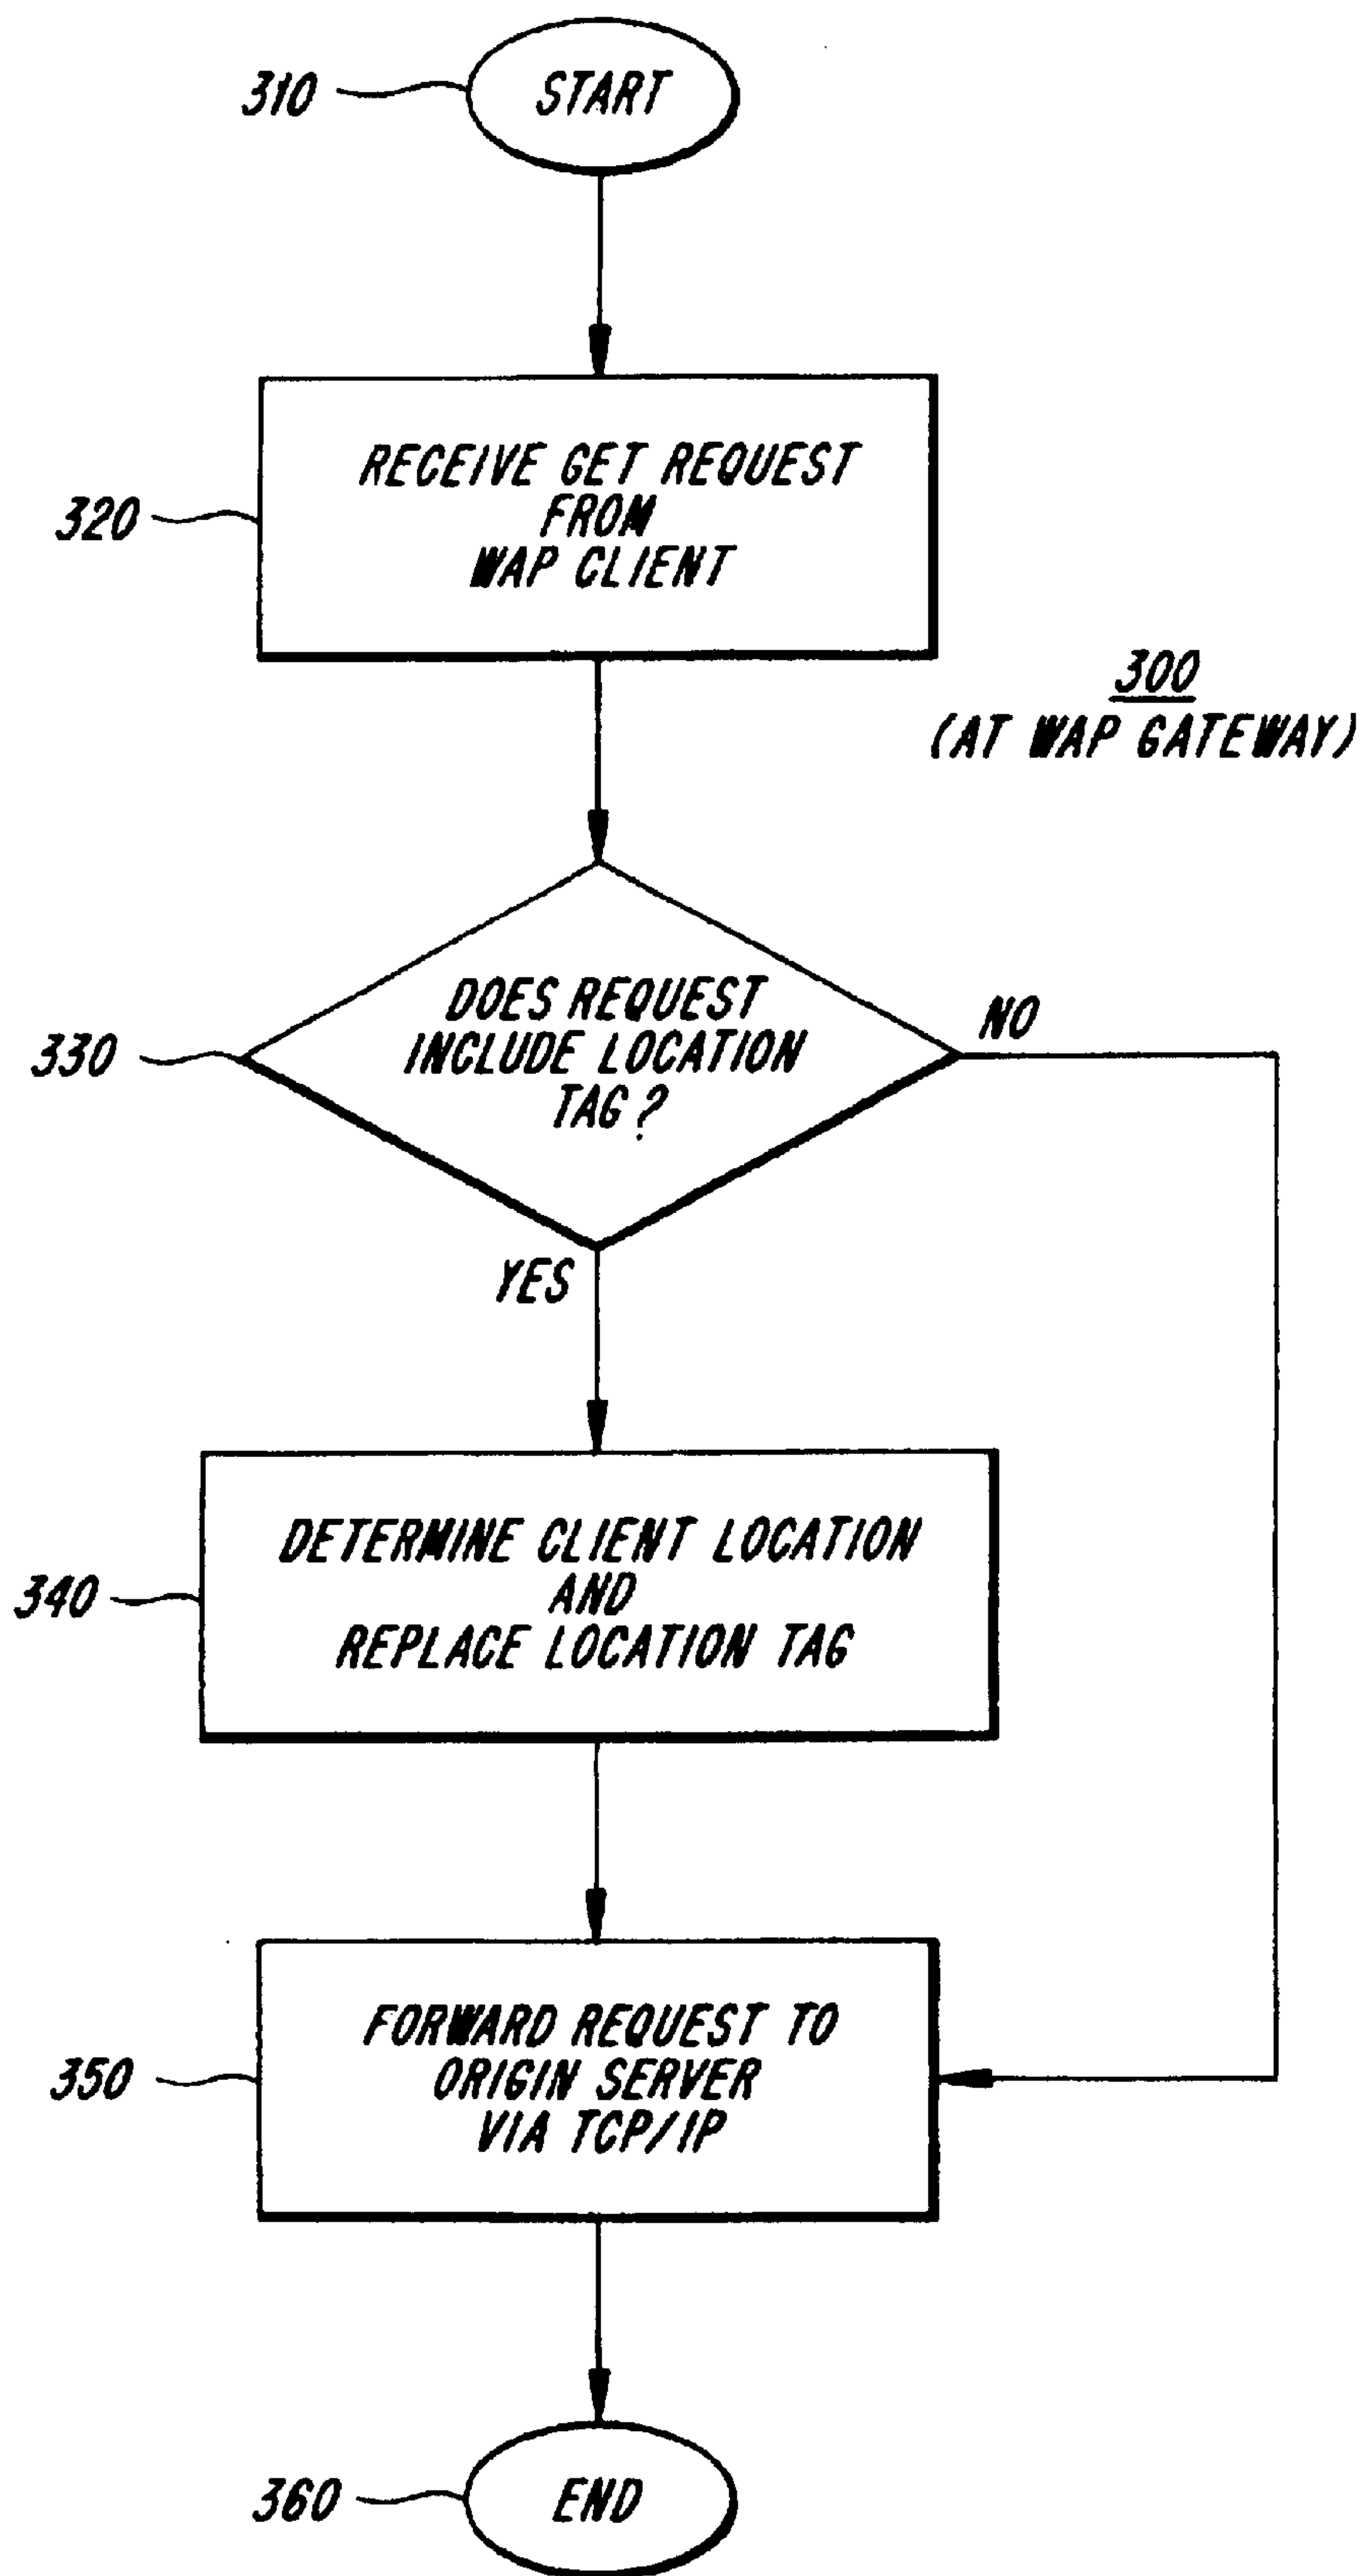 310
START
RECEIVE GET REQUEST
FROM
WAP CLIENT
320
300
(AT WAP GATEWAY)
DOES REQUEST
INCLUDE LOCATION
TAG?
330
NO
YES
DETERMINE CLIENT LOCATION
AND
REPLACE LOCATION TAG
340
FORWARD REQUEST TO
ORIGIN SERVER
VIA TCP/IP
350
360
END